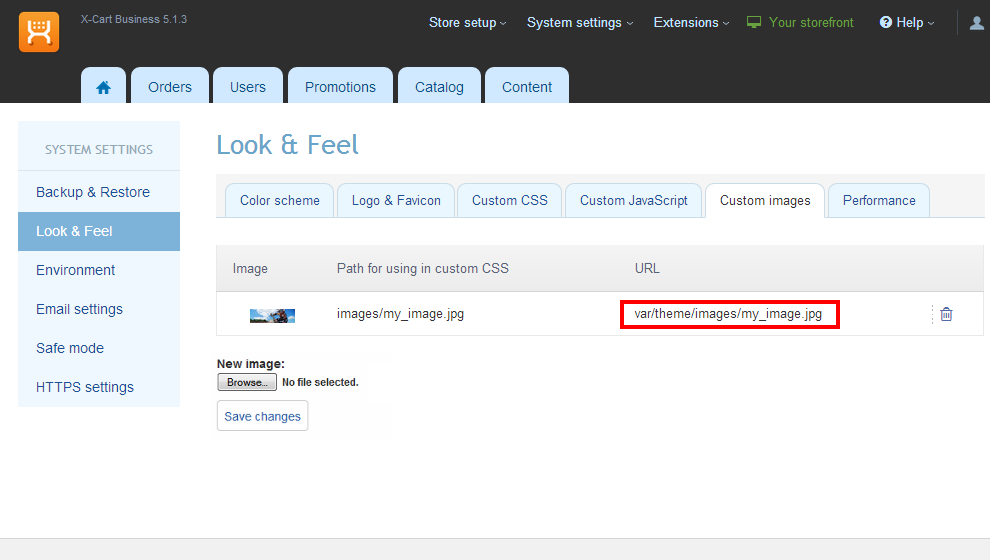 X-Cart Business 5.1.3
Store setup
System settings
Extensions
Your storefront
Help
Orders
Users
Promotions
Catalog
Content
SYSTEM SETTINGS
Backup & Restore
Look & Feel
Environment
Email settings
Safe mode
HTTPS settings
Look & Feel
Color scheme
Logo & Favicon
Custom CSS
Custom JavaScript
Custom images
Performance
Image
Path for using in custom CSS
URL
images/my_image.jpg
var/theme/images/my_image.jpg
New image:
Browse.. No file selected.
Save changes